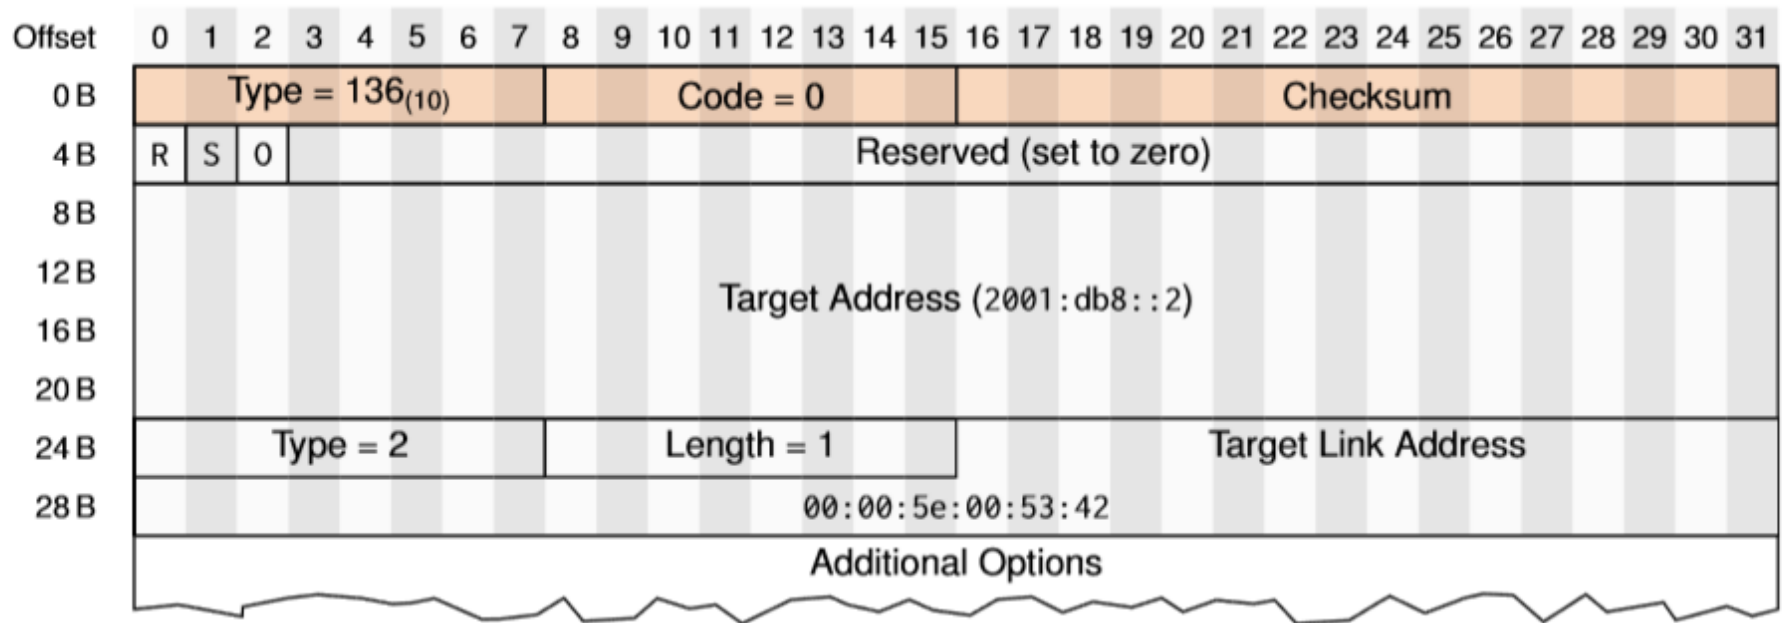 Offset 0 1 2 3 4 5 6 7 8 9 10 11 12 13 14 15 16 17 18 19 20 21 22 23 24 25 26 27 28 29 30 31
0 B Type = 136(10) Code = 0 Checksum
4 B R S O Reserved (set to zero)
8 B
12 B
Target Address (2001:db8::2)
16 B
20 B
24 B Type = 2 Length = 1 Target Link Address
28 B 00:00:5e:00:53:42
Additional Options